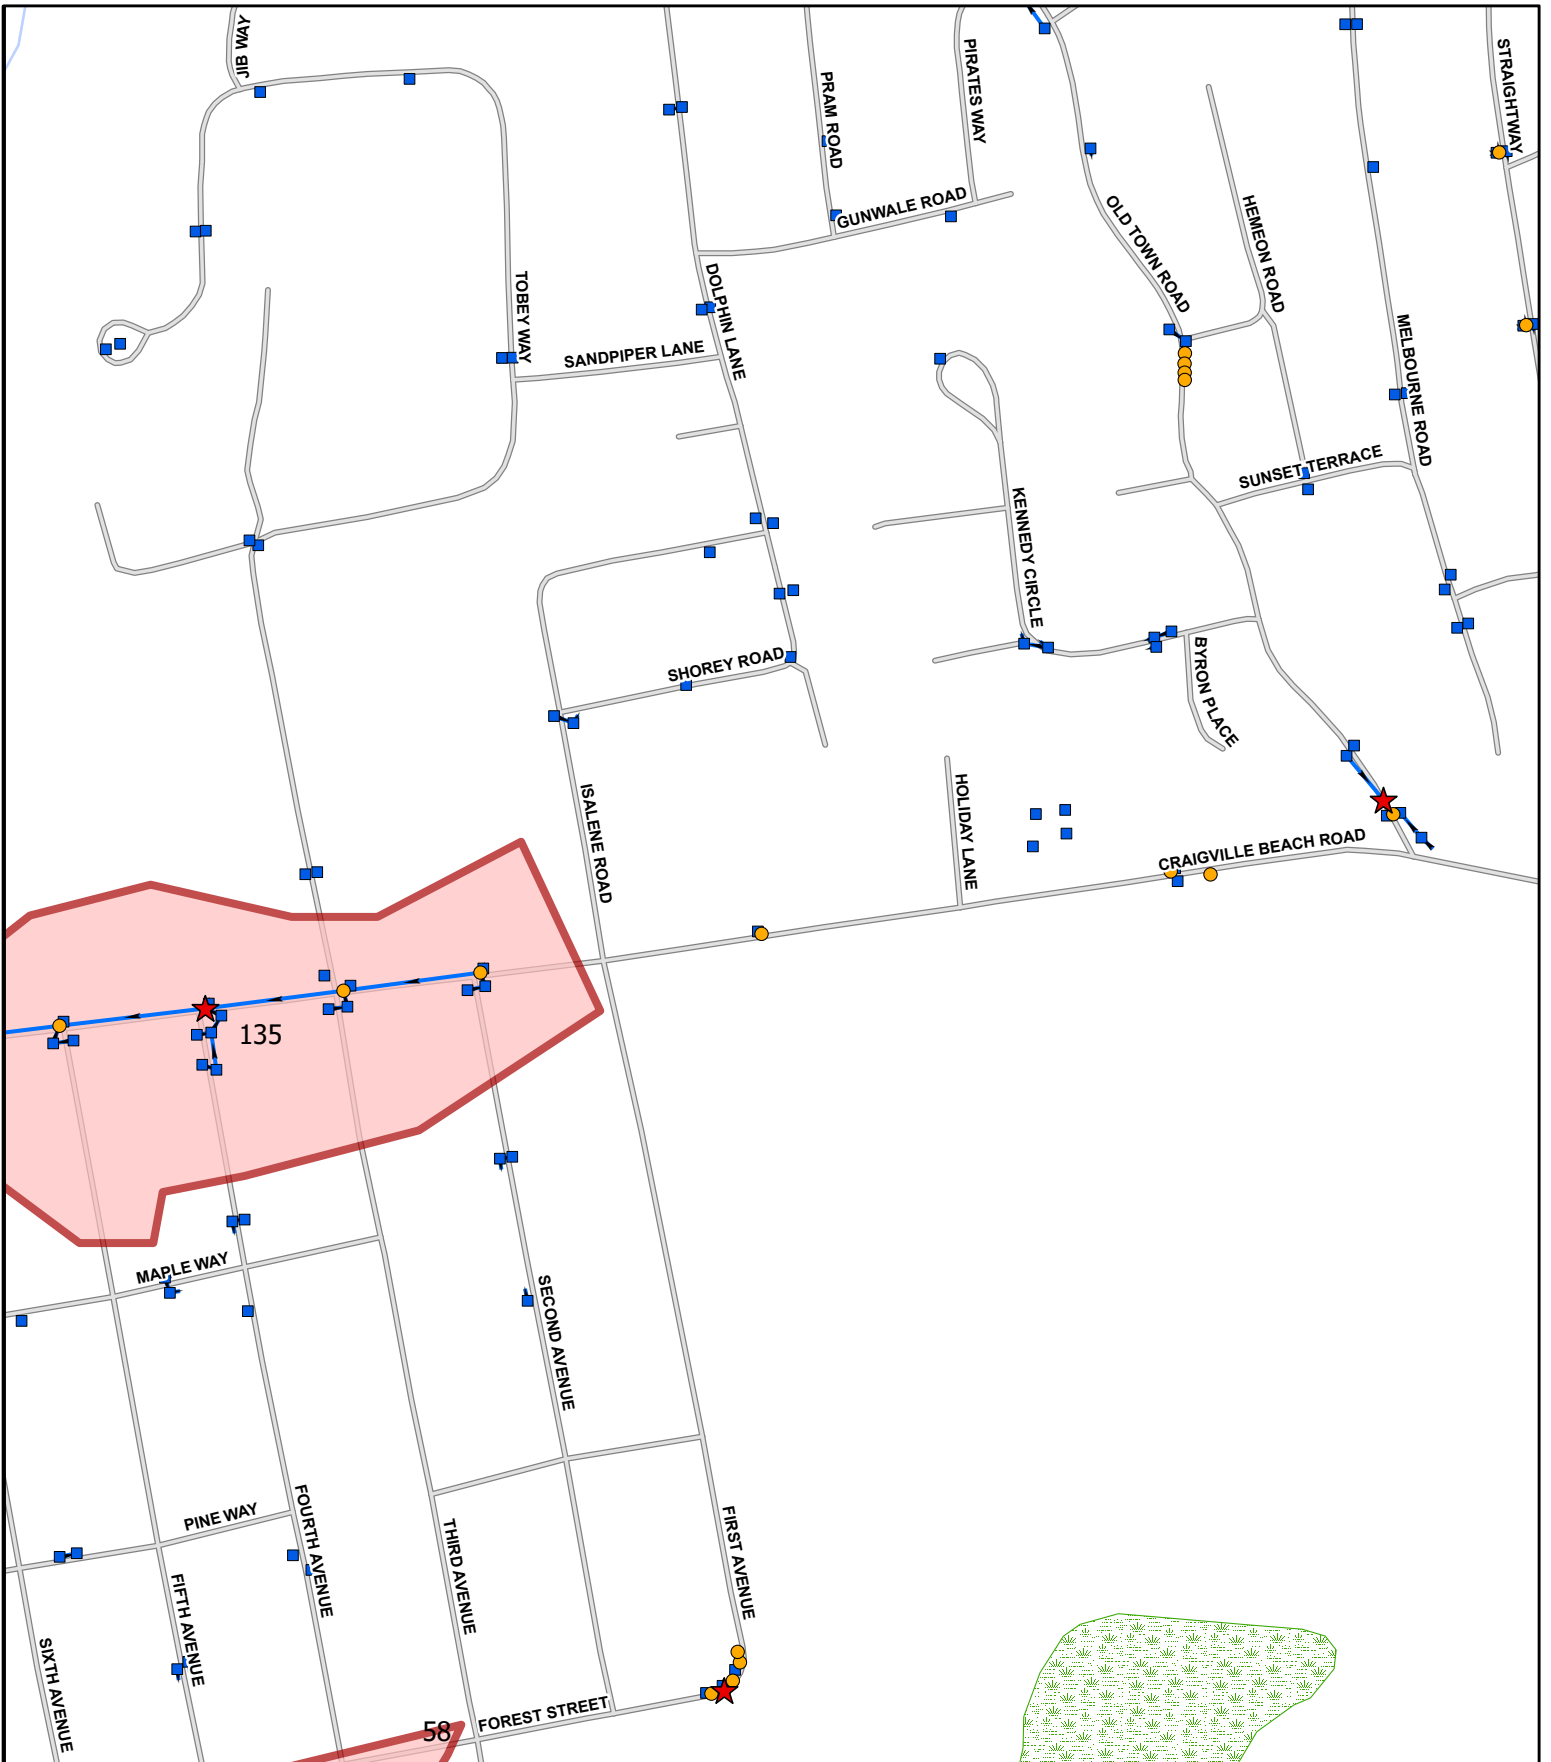 JIB WAY
PRAM ROAD
PIRATES WAY
STRAIGHTWAY
GUNWALE ROAD
OLD TOWN ROAD
HEMEON ROAD
TOBEY WAY
DOLPHIN LANE
SANDPIPER LANE
MELBOURNE ROAD
SUNSET TERRACE
KENNEDY CIRCLE
SHOREY ROAD
BYRON PLACE
ISALENE ROAD
HOLIDAY LANE
CRAIGVILLE BEACH ROAD
135
MAPLE WAY
SECOND AVENUE
PINE WAY
FOURTH AVENUE
THIRD AVENUE
FIRST AVENUE
FIFTH AVENUE
SIXTH AVENUE
FOREST STREET
58